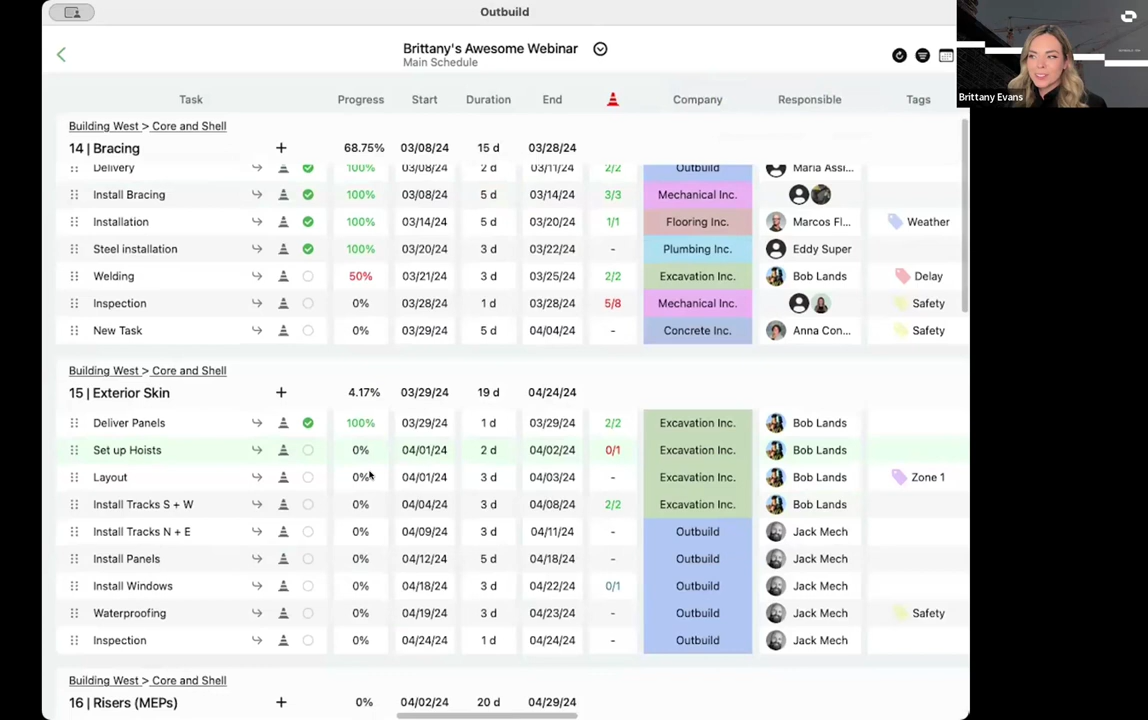 Outbuild
Brittany's Awesome Webinar
Main Schedule
Brittany Evans
Task Progress Start Duration End Company Responsible Tags
Building West > Core and Shell
14 | Bracing + 68.75% 03/08/24 15 d 03/28/24
Delivery 100% 03/08/24 2 d 03/11/24 2/2 Outbuild Maria Assi...
Install Bracing 100% 03/08/24 5 d 03/14/24 3/3 Mechanical Inc.
Installation 100% 03/14/24 5 d 03/20/24 1/1 Flooring Inc. Marcos Fl... Weather
Steel installation 100% 03/20/24 3 d 03/22/24 - Plumbing Inc. Eddy Super
Welding 50% 03/21/24 3 d 03/25/24 2/2 Excavation Inc. Bob Lands Delay
Inspection 0% 03/28/24 1 d 03/28/24 5/8 Mechanical Inc. Safety
New Task 0% 03/29/24 5 d 04/04/24 - Concrete Inc. Anna Con... Safety
Building West > Core and Shell
15 | Exterior Skin + 4.17% 03/29/24 19 d 04/24/24
Deliver Panels 100% 03/29/24 1 d 03/29/24 2/2 Excavation Inc. Bob Lands
Set up Hoists 0% 04/01/24 2 d 04/02/24 0/1 Excavation Inc. Bob Lands
Layout 0% 04/01/24 3 d 04/03/24 - Excavation Inc. Bob Lands Zone 1
Install Tracks S + W 0% 04/04/24 3 d 04/08/24 2/2 Excavation Inc. Bob Lands
Install Tracks N + E 0% 04/09/24 3 d 04/11/24 - Outbuild Jack Mech
Install Panels 0% 04/12/24 5 d 04/18/24 - Outbuild Jack Mech
Install Windows 0% 04/18/24 3 d 04/22/24 0/1 Outbuild Jack Mech
Waterproofing 0% 04/19/24 3 d 04/23/24 - Outbuild Jack Mech Safety
Inspection 0% 04/24/24 1 d 04/24/24 - Outbuild Jack Mech
Building West > Core and Shell
16 | Risers (MEPs) + 0% 04/02/24 20 d 04/29/24